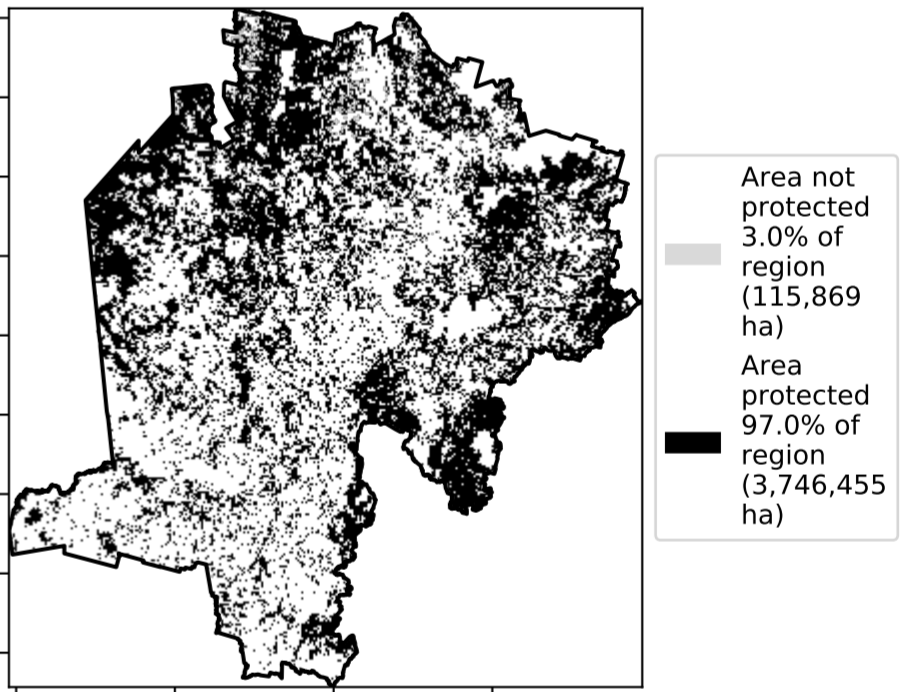 Area not
protected
3.0% of
region
(115,869
ha)
Area
protected
97.0% of
region
(3,746,455
ha)